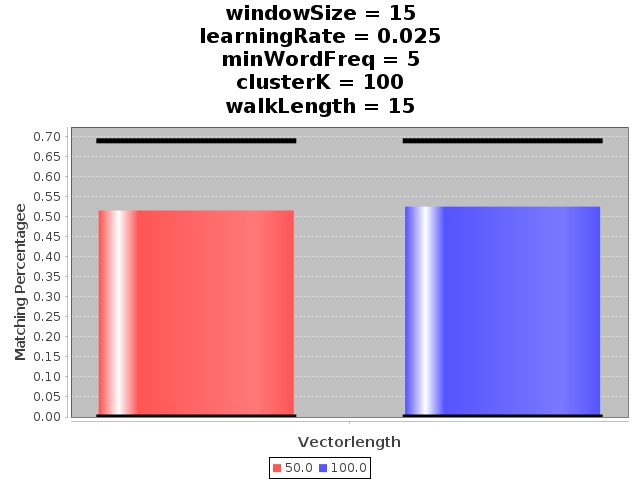 windowSize = 15
learningRate = 0.025
minWordFreq = 5
clusterK = 100
walkLength = 15
0.70
0.65
0.60
0.55
0.50
0.45
0.40
0.35
0.30
0.25
0.20
0.15
0.10
0.05
0.00
Matching Percentagee
Vectorlength
50.0 100.0